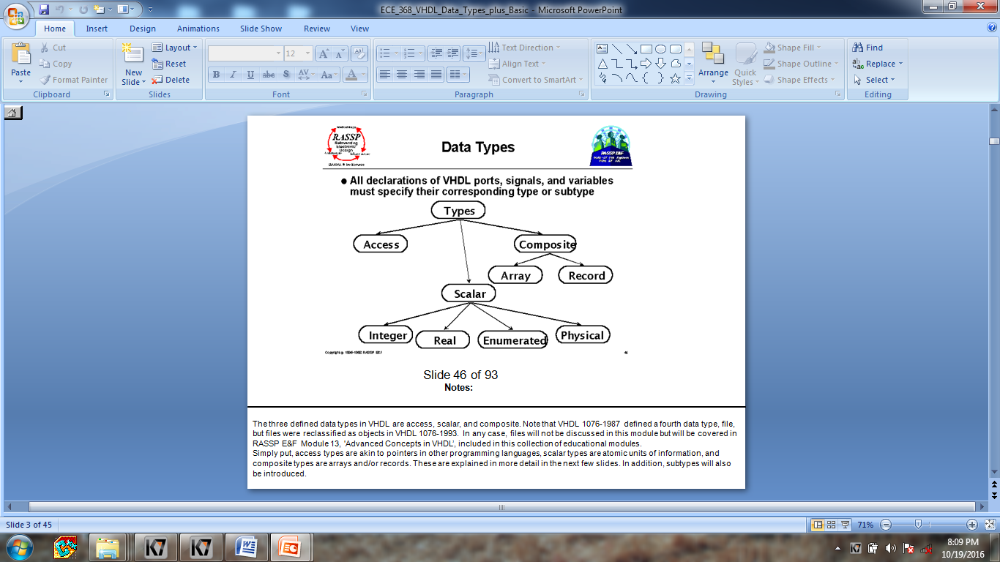 ECE_368_VHDL_Data_Types_plus_Basic - Microsoft PowerPoint
Home Insert Design Animations Slide Show Review View
Paste
Cut
Copy
Format Painter
Clipboard
New Slide
Layout
Reset
Delete
Slides
12
B I U abc S AV Aa A
Font
Text Direction
Align Text
Convert to SmartArt
Paragraph
Arrange
Quick Styles
Shape Fill
Shape Outline
Shape Effects
Drawing
Find
Replace
Select
Editing
RASSP
Reinventing
Electronic
Design
Data Types
RASSP E&F
All declarations of VHDL ports, signals, and variables
must specify their corresponding type or subtype
Types
Access
Composite
Array
Record
Scalar
Integer
Real
Enumerated
Physical
46
Slide 46 of 93
Notes:
The three defined data types in VHDL are access, scalar, and composite. Note that VHDL 1076-1987 defined a fourth data type, file,
but files were reclassified as objects in VHDL 1076-1993. In any case, files will not be discussed in this module but will be covered in
RASSP E&F Module 13, 'Advanced Concepts in VHDL', included in this collection of educational modules.
Simply put, access types are akin to pointers in other programming languages, scalar types are atomic units of information, and
composite types are arrays and/or records. These are explained in more detail in the next few slides. In addition, subtypes will also
be introduced.
Slide 3 of 45
71%
8:09 PM
10/19/2016